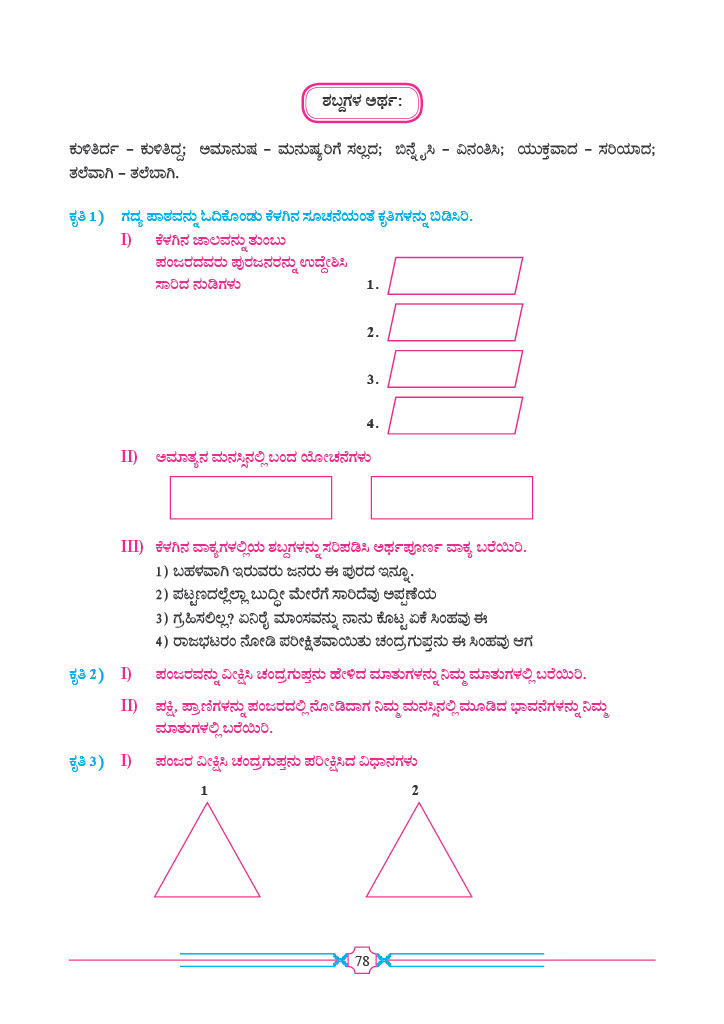 ಶಬ್ದಗಳ ಅರ್ಥ:
ಕುಳಿತಿರ್ದ – ಕುಳಿತಿದ್ದ; ಅಮಾನುಷ – ಮನುಷ್ಯರಿಗೆ ಸಲ್ಲದ; ಬಿನ್ನೈಸಿ – ವಿನಂತಿಸಿ; ಯುಕ್ತವಾದ – ಸರಿಯಾದ;
ತಲೆವಾಗಿ – ತಲೆಬಾಗಿ.
ಕೃತಿ 1) ಗದ್ಯ ಪಾಠವನ್ನು ಓದಿಕೊಂಡು ಕೆಳಗಿನ ಸೂಚನೆಯಂತೆ ಕೃತಿಗಳನ್ನು ಬಿಡಿಸಿರಿ.
I) ಕೆಳಗಿನ ಜಾಲವನ್ನು ತುಂಬು
ಪಂಜರದವರು ಪುರಜನರನ್ನು ಉದ್ದೇಶಿಸಿ
ಸಾರಿದ ನುಡಿಗಳು
1.
2.
3.
4.
II) ಅಮಾತ್ಯನ ಮನಸ್ಸಿನಲ್ಲಿ ಬಂದ ಯೋಚನೆಗಳು
III) ಕೆಳಗಿನ ವಾಕ್ಯಗಳಲ್ಲಿಯ ಶಬ್ದಗಳನ್ನು ಸರಿಪಡಿಸಿ ಅರ್ಥಪೂರ್ಣ ವಾಕ್ಯ ಬರೆಯಿರಿ.
1) ಬಹಳವಾಗಿ ಇರುವರು ಜನರು ಈ ಪುರದ ಇನ್ನೂ.
2) ಪಟ್ಟಣದಲ್ಲೆಲ್ಲಾ ಬುದ್ಧೀ ಮೇರೆಗೆ ಸಾರಿದೆವು ಅಪ್ಪಣೆಯ
3) ಗ್ರಹಿಸಲಿಲ್ಲ? ಏನಿರೈ ಮಾಂಸವನ್ನು ನಾನು ಕೊಟ್ಟ ಏಕೆ ಸಿಂಹವು ಈ
4) ರಾಜಭಟರಂ ನೋಡಿ ಪರೀಕ್ಷಿತವಾಯಿತು ಚಂದ್ರಗುಪ್ತನು ಈ ಸಿಂಹವು ಆಗ
ಕೃತಿ 2) I) ಪಂಜರವನ್ನು ವೀಕ್ಷಿಸಿ ಚಂದ್ರಗುಪ್ತನು ಹೇಳಿದ ಮಾತುಗಳನ್ನು ನಿಮ್ಮ ಮಾತುಗಳಲ್ಲಿ ಬರೆಯಿರಿ.
II) ಪಕ್ಷಿ, ಪ್ರಾಣಿಗಳನ್ನು ಪಂಜರದಲ್ಲಿ ನೋಡಿದಾಗ ನಿಮ್ಮ ಮನಸ್ಸಿನಲ್ಲಿ ಮೂಡಿದ ಭಾವನೆಗಳನ್ನು ನಿಮ್ಮ
ಮಾತುಗಳಲ್ಲಿ ಬರೆಯಿರಿ.
ಕೃತಿ 3) I) ಪಂಜರ ವೀಕ್ಷಿಸಿ ಚಂದ್ರಗುಪ್ತನು ಪರೀಕ್ಷಿಸಿದ ವಿಧಾನಗಳು
1 2
78